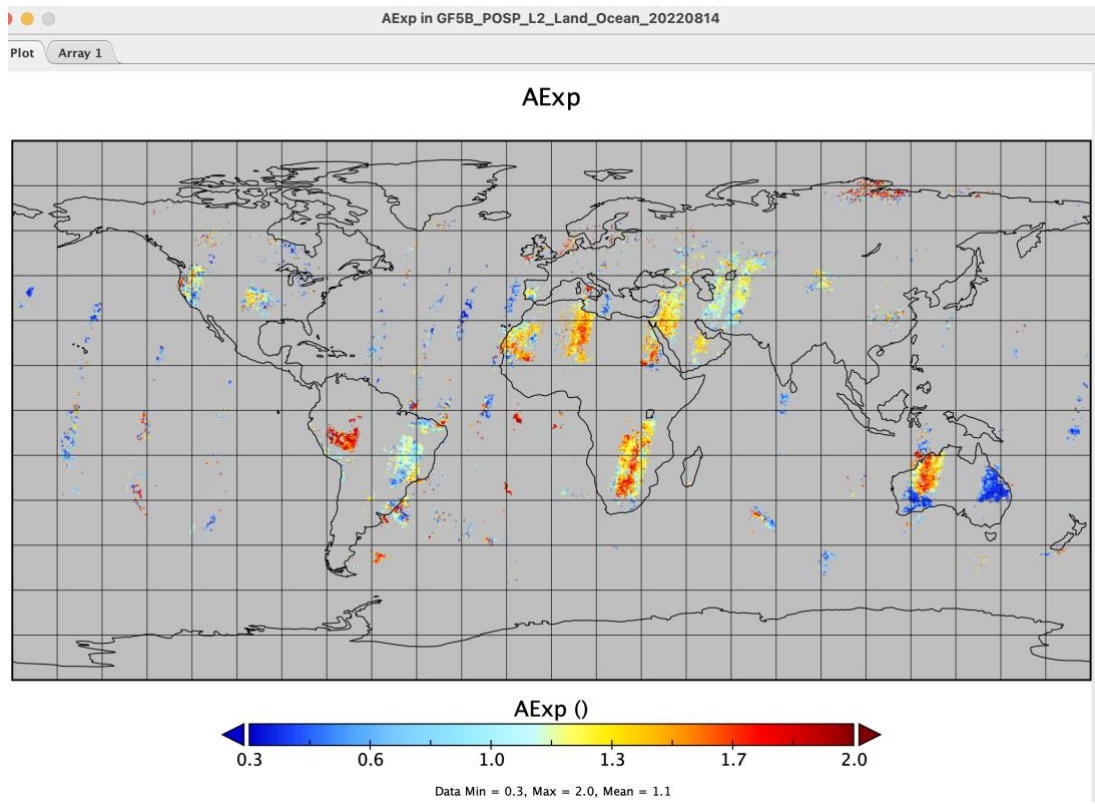 AExp in GF5B_POSP_L2_Land_Ocean_20220814
Plot Array 1
AExp
AExp ()
0.3 0.6 1.0 1.3 1.7 2.0
Data Min = 0.3, Max = 2.0, Mean = 1.1